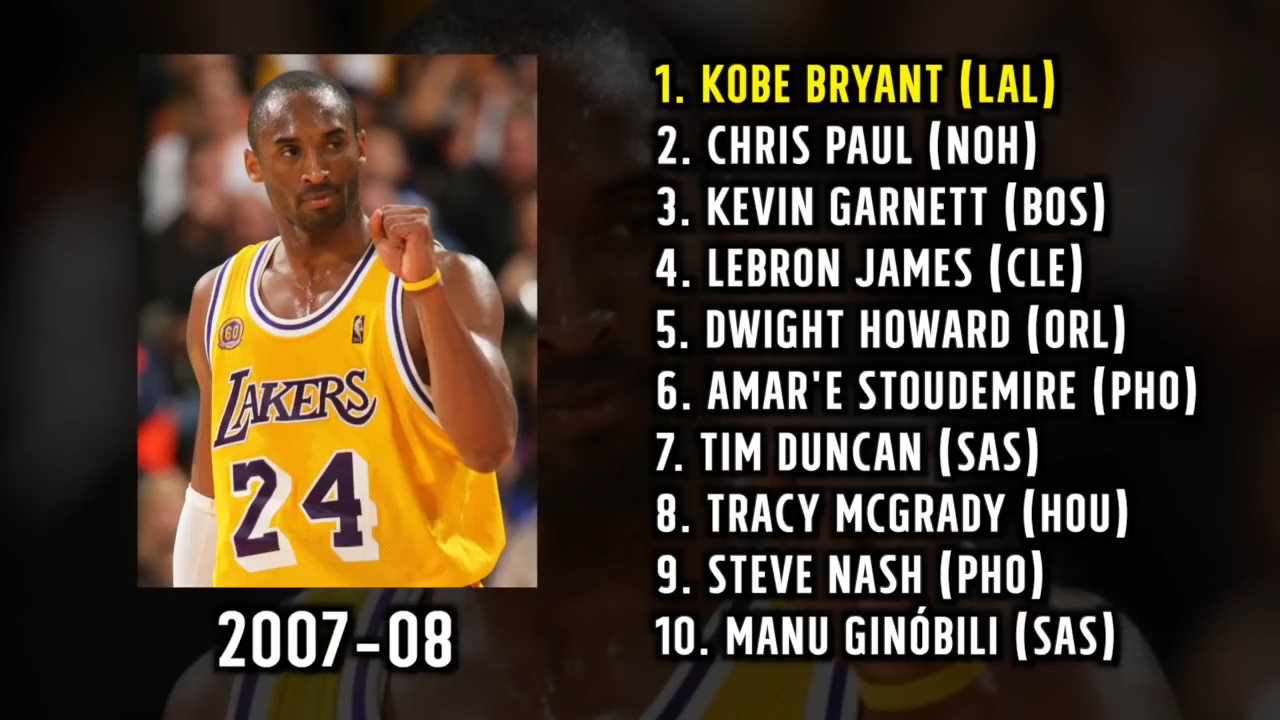 1. KOBE BRYANT (LAL)
2. CHRIS PAUL (NOH)
3. KEVIN GARNETT (BOS)
4. LEBRON JAMES (CLE)
5. DWIGHT HOWARD (ORL)
6. AMAR'E STOUDEMIRE (PHO)
7. TIM DUNCAN (SAS)
8. TRACY MCGRADY (HOU)
9. STEVE NASH (PHO)
10. MANU GINÓBILI (SAS)
60
LAKERS
24
2007-08